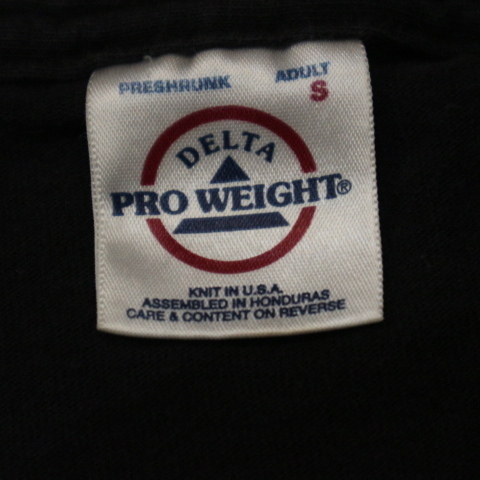 PRESHRUNK ADULT
S
DELTA
PRO WEIGHT®
KNIT IN U.S.A.
ASSEMBLED IN HONDURAS
CARE & CONTENT ON REVERSE